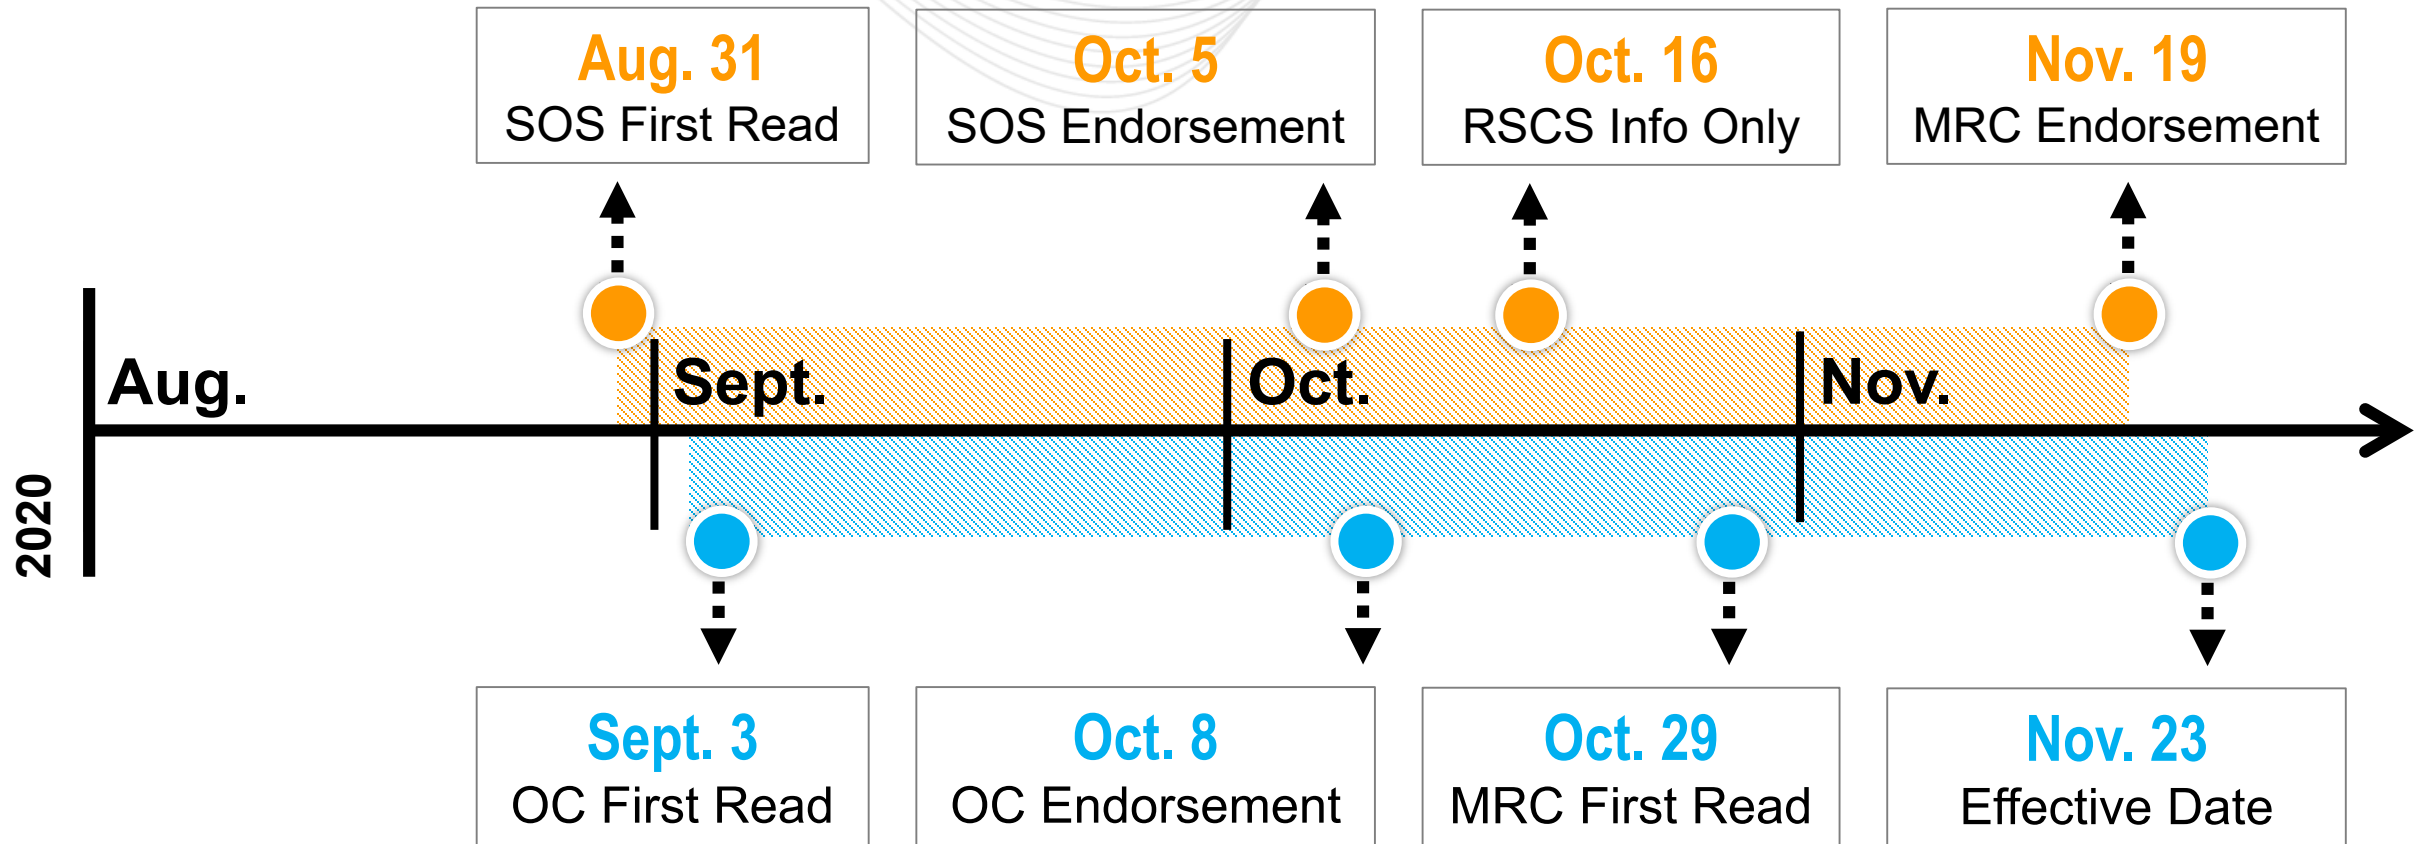 Aug. 31
SOS First Read
Oct. 5
SOS Endorsement
Oct. 16
RSCS Info Only
Nov. 19
MRC Endorsement
Aug.
Sept.
Oct.
Nov.
2020
Sept. 3
OC First Read
Oct. 8
OC Endorsement
Oct. 29
MRC First Read
Nov. 23
Effective Date